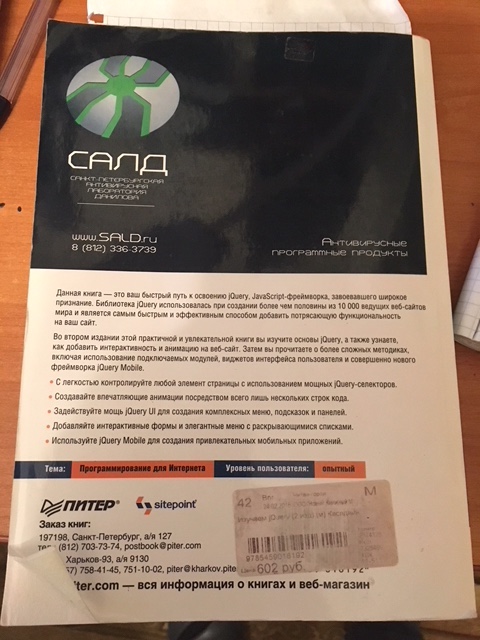 САЛД
САНКТ-ПЕТЕРБУРГСКАЯ
АНТИВИРУСНАЯ
ЛАБОРАТОРИЯ
ДАНИЛОВА
www.SALD.ru
8 (812) 336-3739
Антивирусные
программные продукты
Данная книга — это ваш быстрый путь к освоению jQuery, JavaScript-фреймворка, завоевавшего широкое
признание. Библиотека jQuery использовалась при создании более чем половины из 10 000 ведущих веб-сайтов
мира и является самым быстрым и эффективным способом добавить потрясающую функциональность
на ваш сайт.
Во втором издании этой практичной и увлекательной книги вы изучите основы jQuery, а также узнаете,
как добавить интерактивность и анимацию на веб-сайт. Затем вы прочитаете о более сложных методиках,
включая использование подключаемых модулей, виджетов интерфейса пользователя и совершенно нового
фреймворка jQuery Mobile.
• С легкостью контролируйте любой элемент страницы с использованием мощных jQuery-селекторов.
• Создавайте впечатляющие анимации посредством всего лишь нескольких строк кода.
• Задействуйте мощь jQuery UI для создания комплексных меню, подсказок и панелей.
• Добавляйте интерактивные формы и элегантные меню с раскрывающимися списками.
• Используйте jQuery Mobile для создания привлекательных мобильных приложений.
Тема: Программирование для Интернета Уровень пользователя: опытный
ПИТЕР sitepoint
42 М
Заказ книг:
197198, Санкт-Петербург, а/я 127
(812) 703-73-74, postbook@piter.com
Харьков-93, а/я 9130
758-41-45, 751-10-02, piter@kharkov.pite
602 руб.
piter.com — вся информация о книгах и веб-магазин